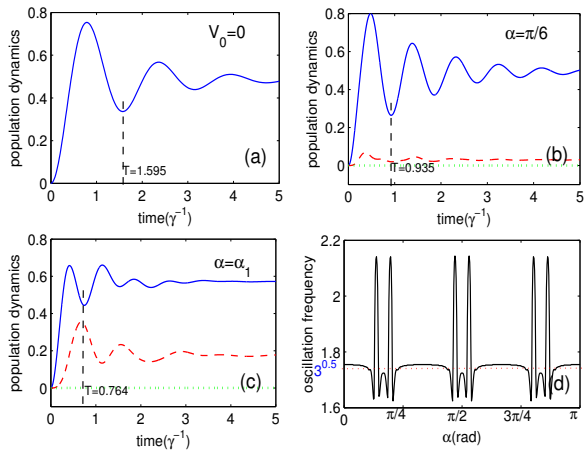 0.8
0.6
0.4
0.2
0
population dynamics
V₀=0
(a)
T=1.595
0 1 2 3 4 5
time(γ⁻¹)
0.8
0.6
0.4
0.2
0
population dynamics
α=π/6
(b)
T=0.935
0 1 2 3 4 5
time(γ⁻¹)
0.8
0.6
0.4
0.2
0
population dynamics
α=α₁
(c)
T=0.764
0 1 2 3 4 5
time(γ⁻¹)
2.2
2
1.8
3^0.5
1.6
oscillation frequency
(d)
0 π/4 π/2 3π/4 π
α(rad)